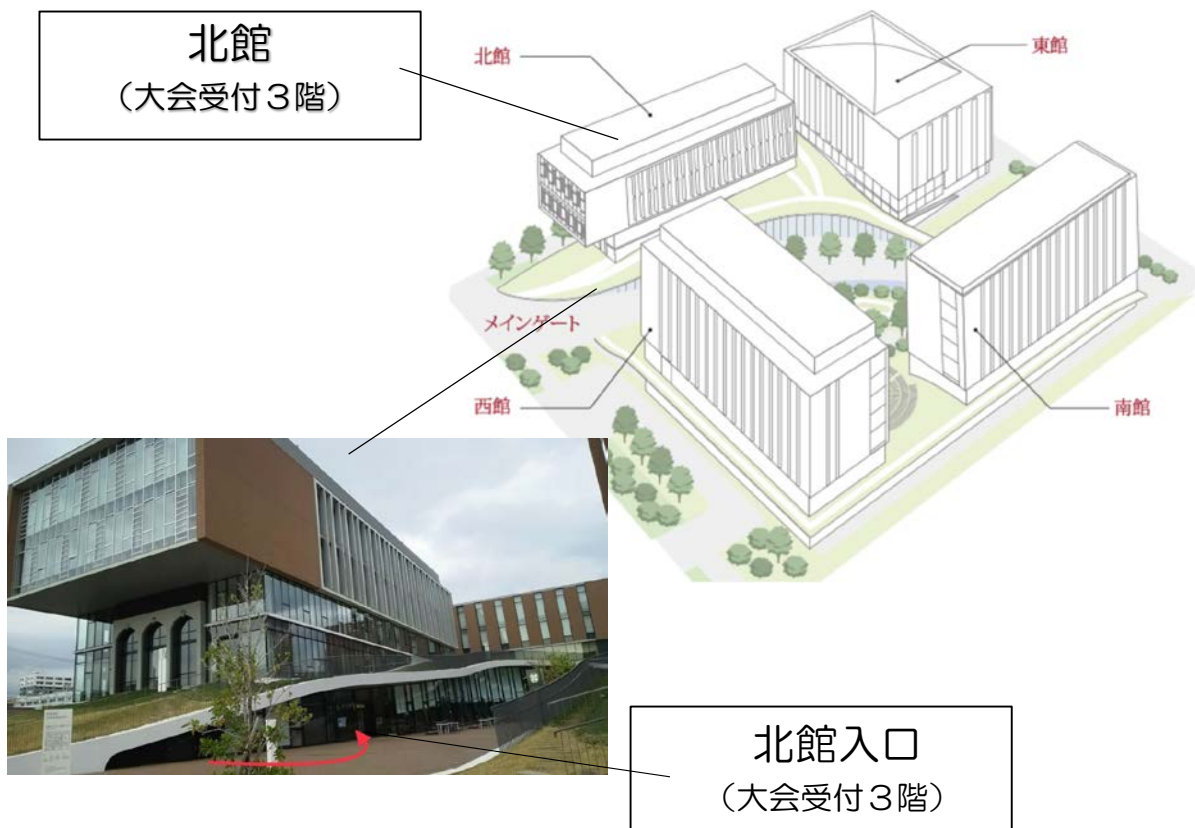 北館
（大会受付３階）
北館
東館
メインゲート
西館
南館
北館入口
（大会受付３階）